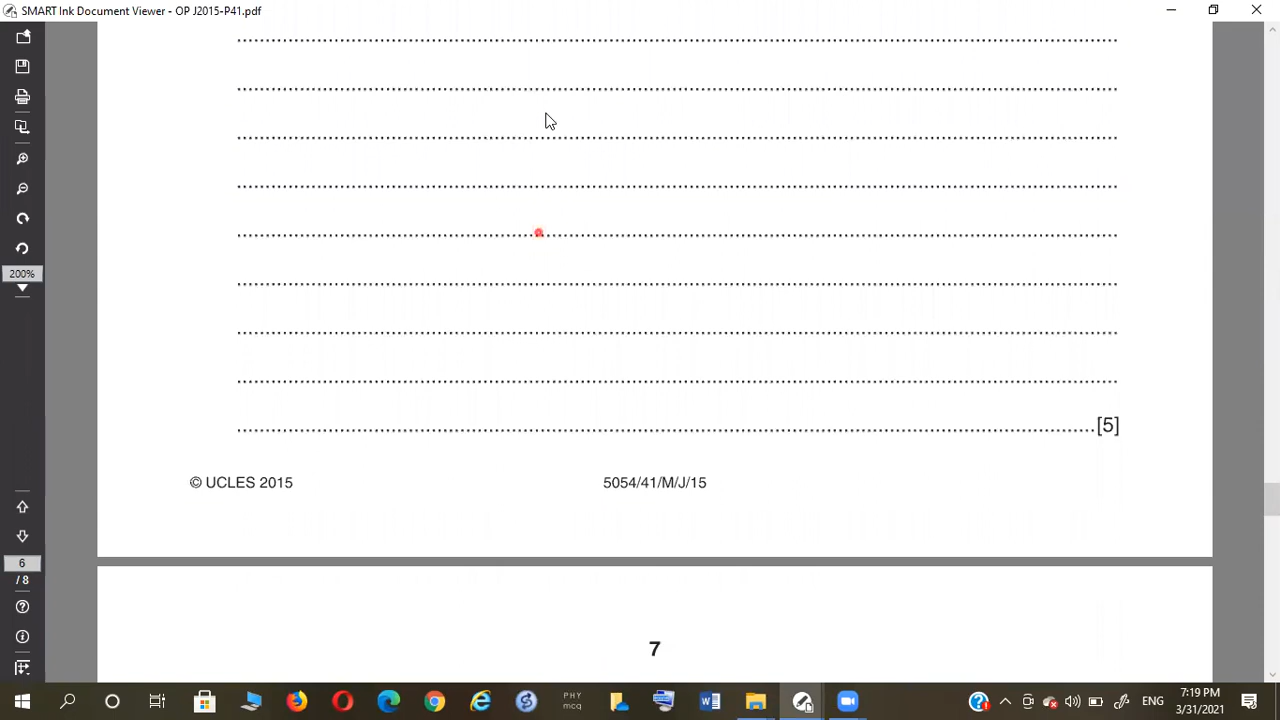 SMART Ink Document Viewer - OP J2015-P41.pdf
[5]
© UCLES 2015
5054/41/M/J/15
7
200%
6
/ 8
PHY
mcq
ENG
7:19 PM
3/31/2021